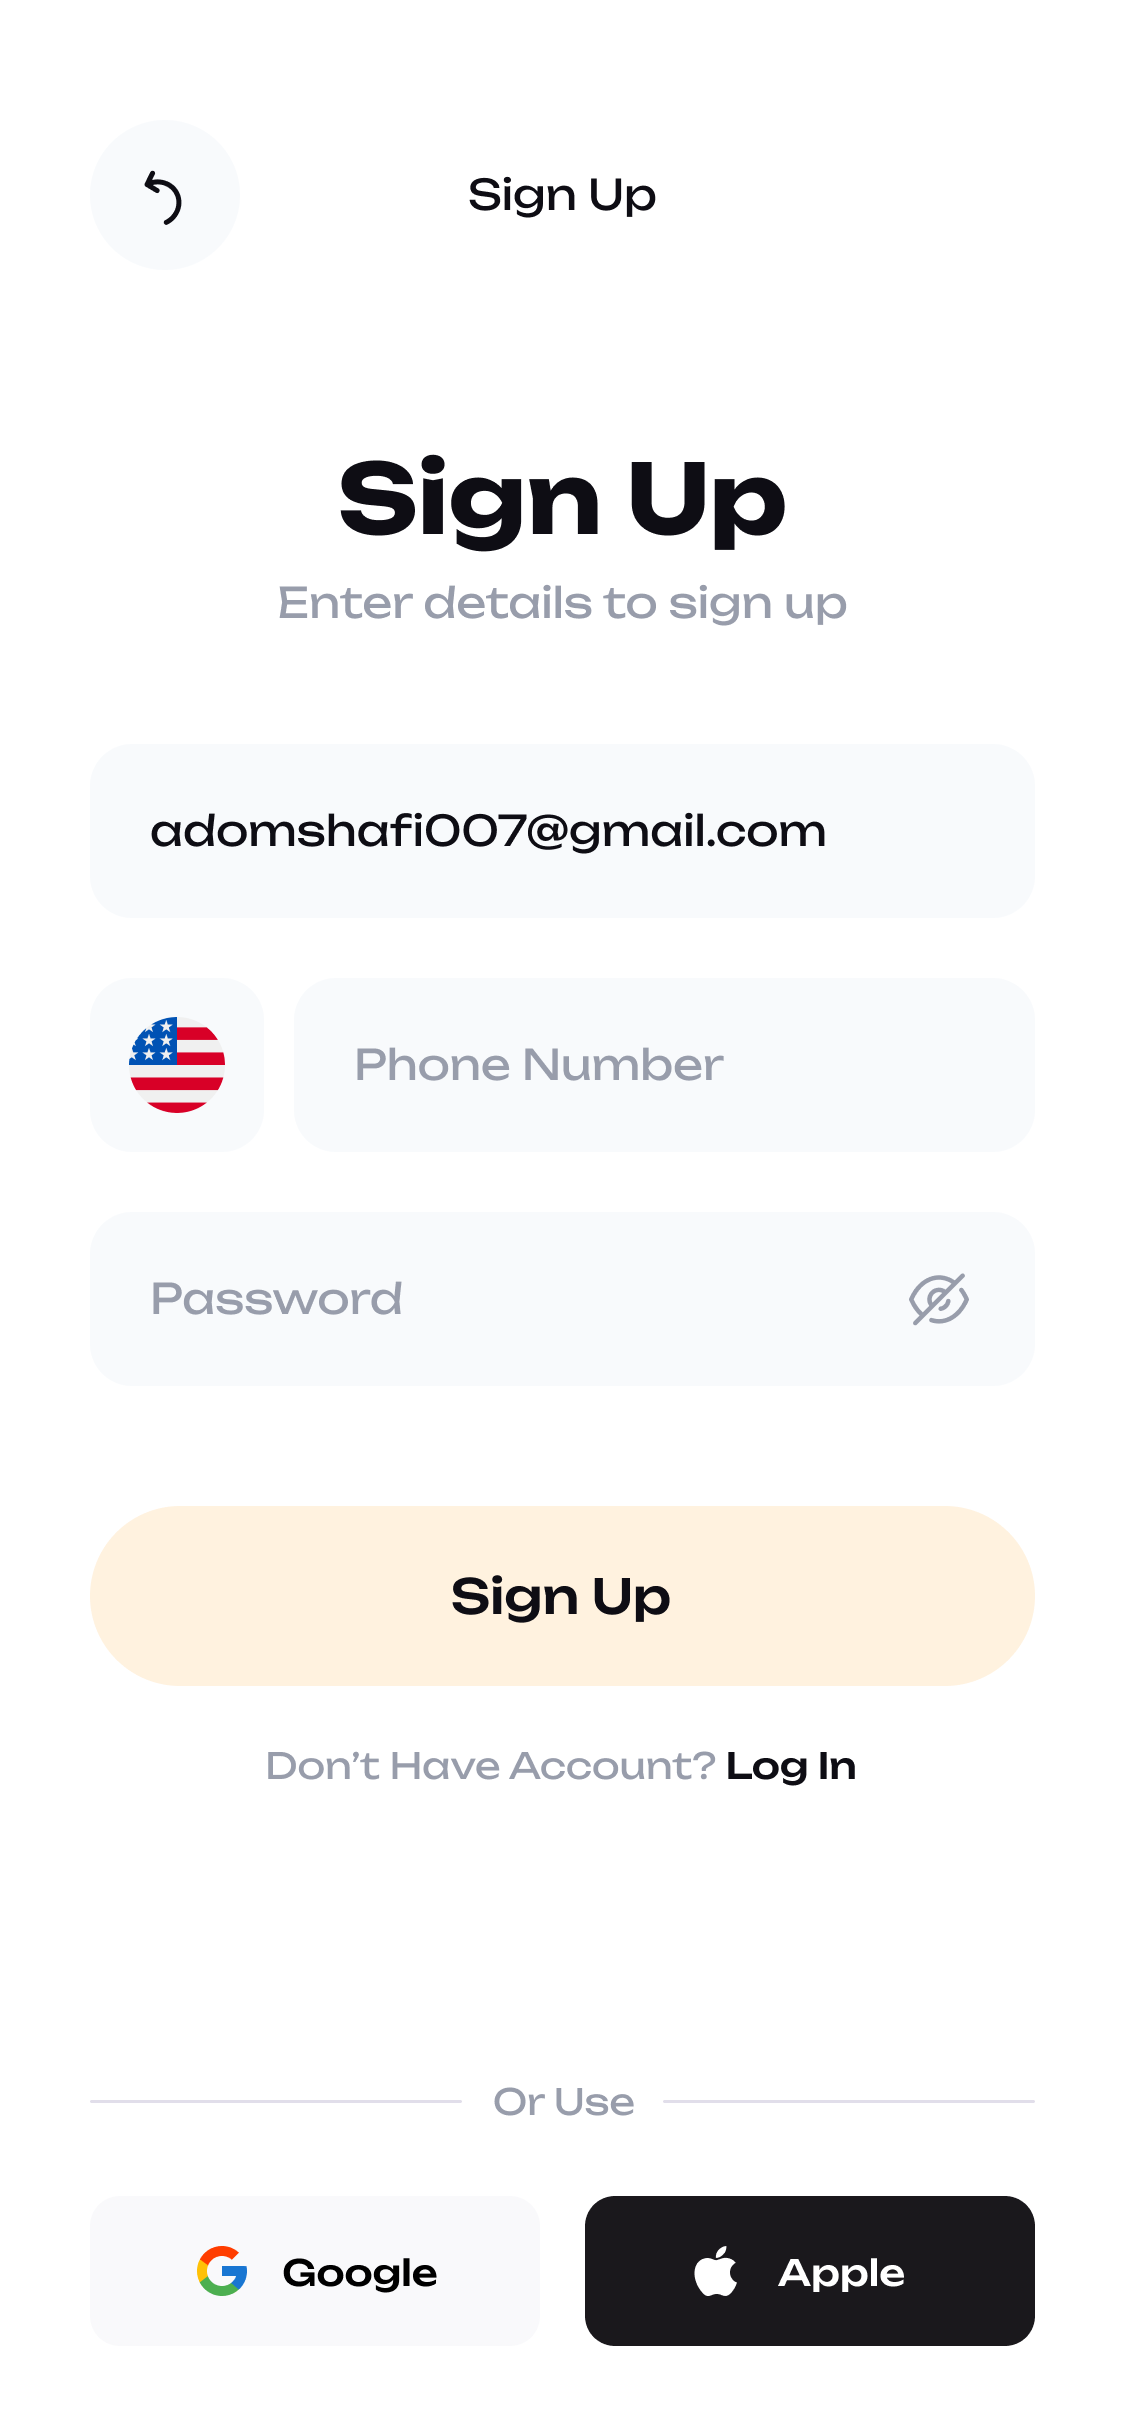 Sign Up
Sign Up
Enter details to sign up
adomshafi007@gmail.com
Phone Number
Password
Sign Up
Don’t Have Account? Log In
Or Use
Google
Apple